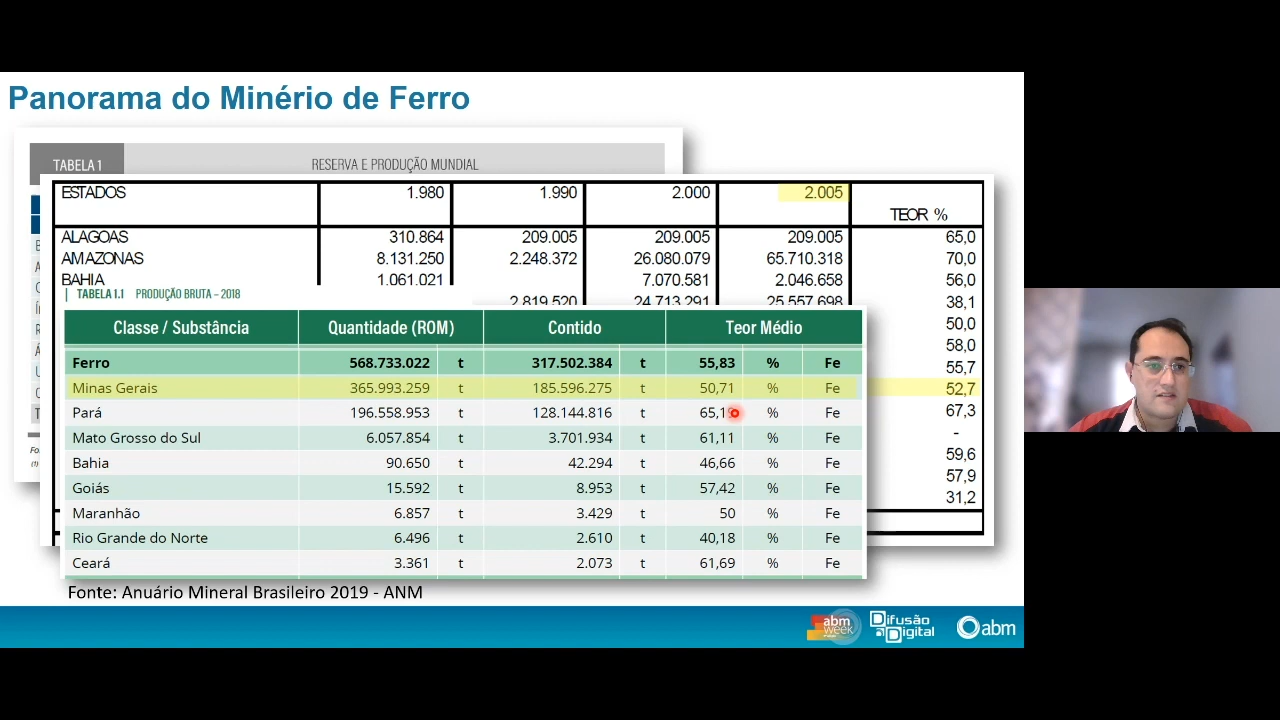 Panorama do Minério de Ferro
TABELA 1 RESERVA E PRODUÇÃO MUNDIAL
ESTADOS 1.980 1.990 2.000 2.005 TEOR %
ALAGOAS 310.864 209.005 209.005 209.005 65,0
AMAZONAS 8.131.250 2.248.372 26.080.079 65.710.318 70,0
BAHIA 1.061.021 7.070.581 2.046.658 56,0
2.819.520 24.713.291 25.557.698 38,1
50,0
58,0
55,7
52,7
67,3
-
59,6
57,9
31,2
TABELA 1.1 PRODUÇÃO BRUTA – 2018
Classe / Substância Quantidade (ROM) Contido Teor Médio
Ferro 568.733.022 t 317.502.384 t 55,83 % Fe
Minas Gerais 365.993.259 t 185.596.275 t 50,71 % Fe
Pará 196.558.953 t 128.144.816 t % Fe
Mato Grosso do Sul 6.057.854 t 3.701.934 t 61,11 % Fe
Bahia 90.650 t 42.294 t 46,66 % Fe
Goiás 15.592 t 8.953 t 57,42 % Fe
Maranhão 6.857 t 3.429 t 50 % Fe
Rio Grande do Norte 6.496 t 2.610 t 40,18 % Fe
Ceará 3.361 t 2.073 t 61,69 % Fe
Fonte: Anuário Mineral Brasileiro 2019 - ANM
abm week
Difusão Digital
abm